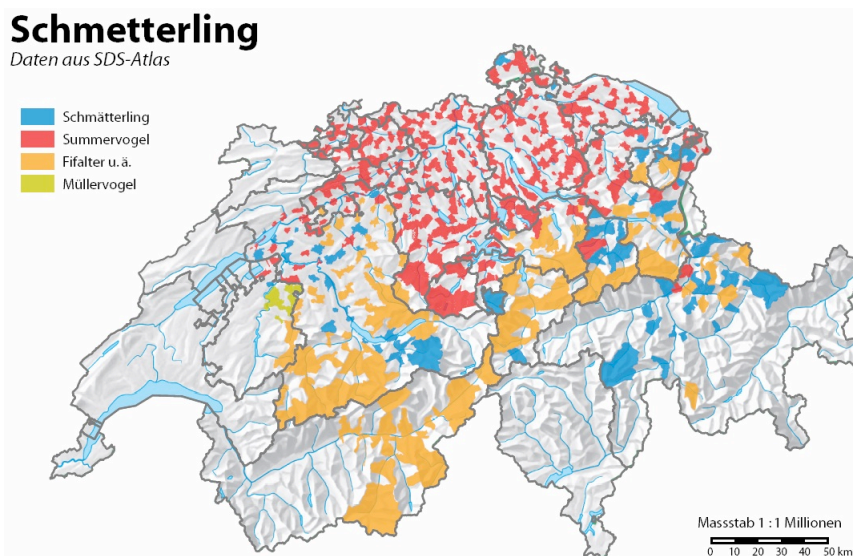 Schmetterling
Daten aus SDS-Atlas
Schmätterling
Summervogel
Fifalter u.ä.
Müllervogel
Massstab 1 : 1 Millionen
0 10 20 30 40 50 km